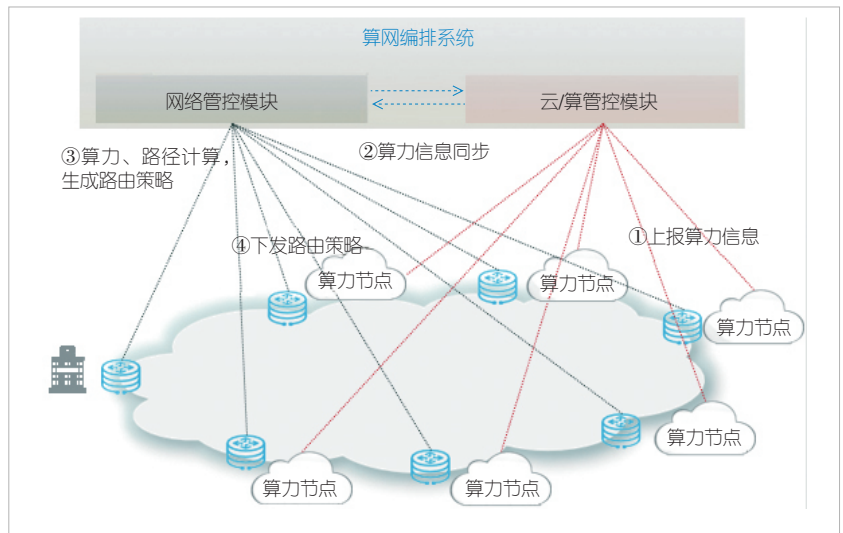 算网编排系统
网络管控模块
云/算管控模块
③算力、路径计算，
生成路由策略
②算力信息同步
④下发路由策略
①上报算力信息
算力节点
算力节点
算力节点
算力节点
算力节点
算力节点